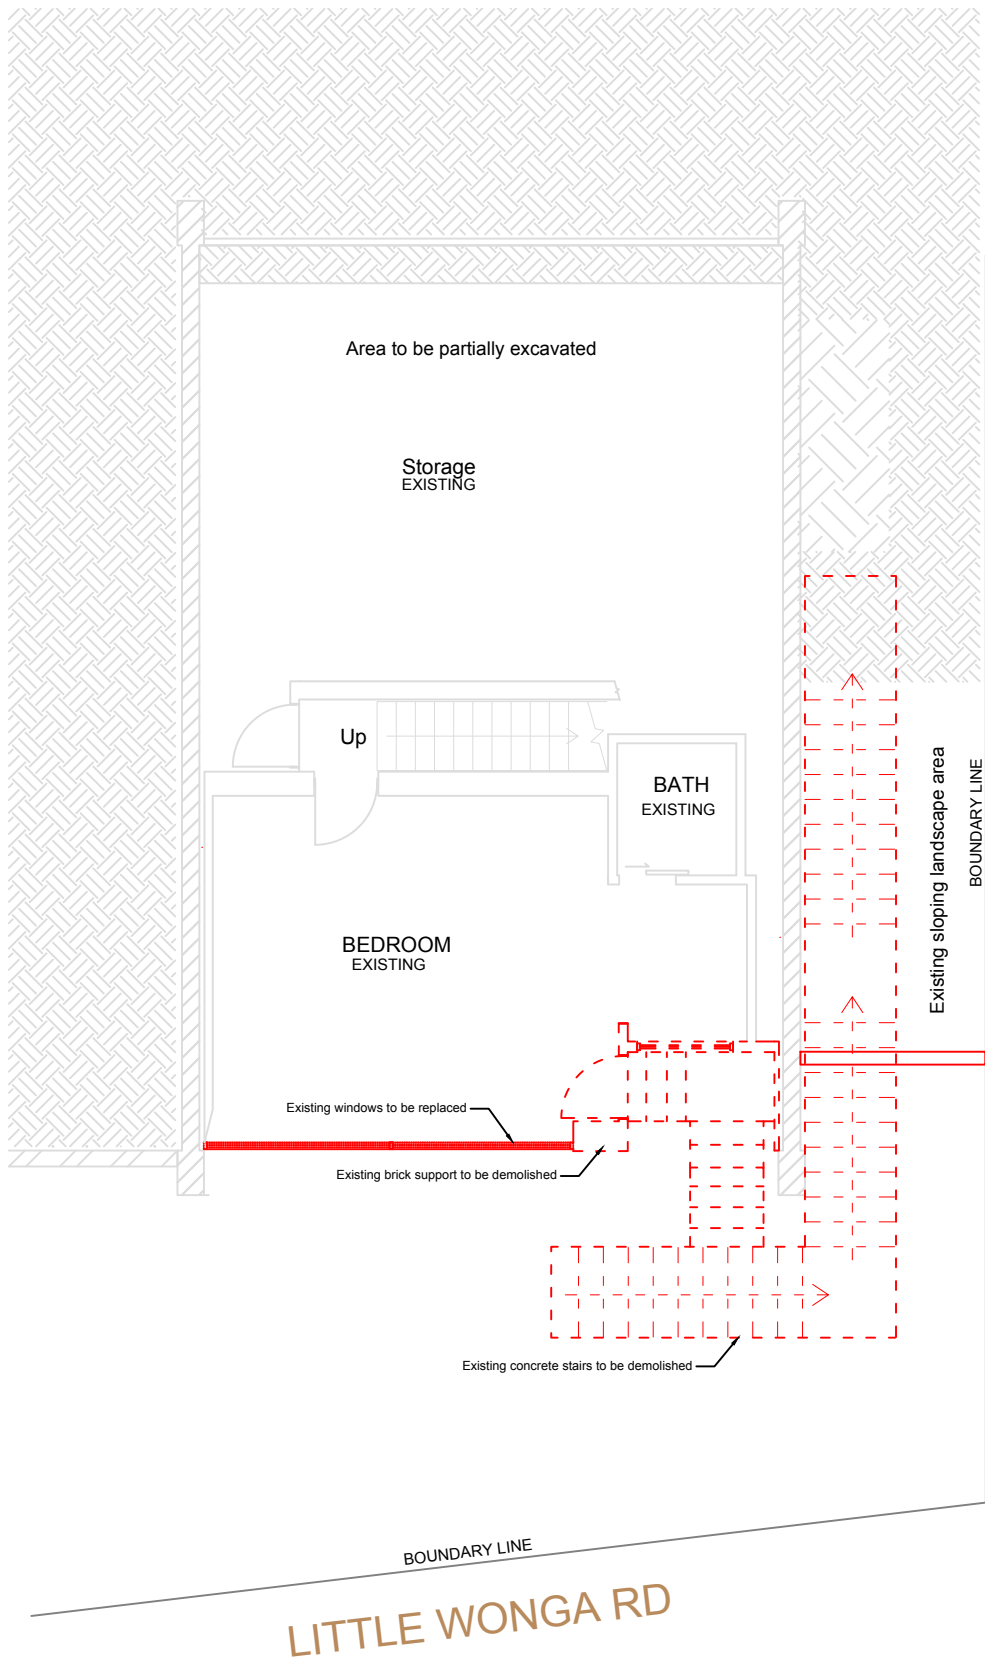 Area to be partially excavated
Storage
EXISTING
Up
BATH
EXISTING
Existing sloping landscape area
BOUNDARY LINE
BEDROOM
EXISTING
Existing windows to be replaced
Existing brick support to be demolished
Existing concrete stairs to be demolished
BOUNDARY LINE
LITTLE WONGA RD